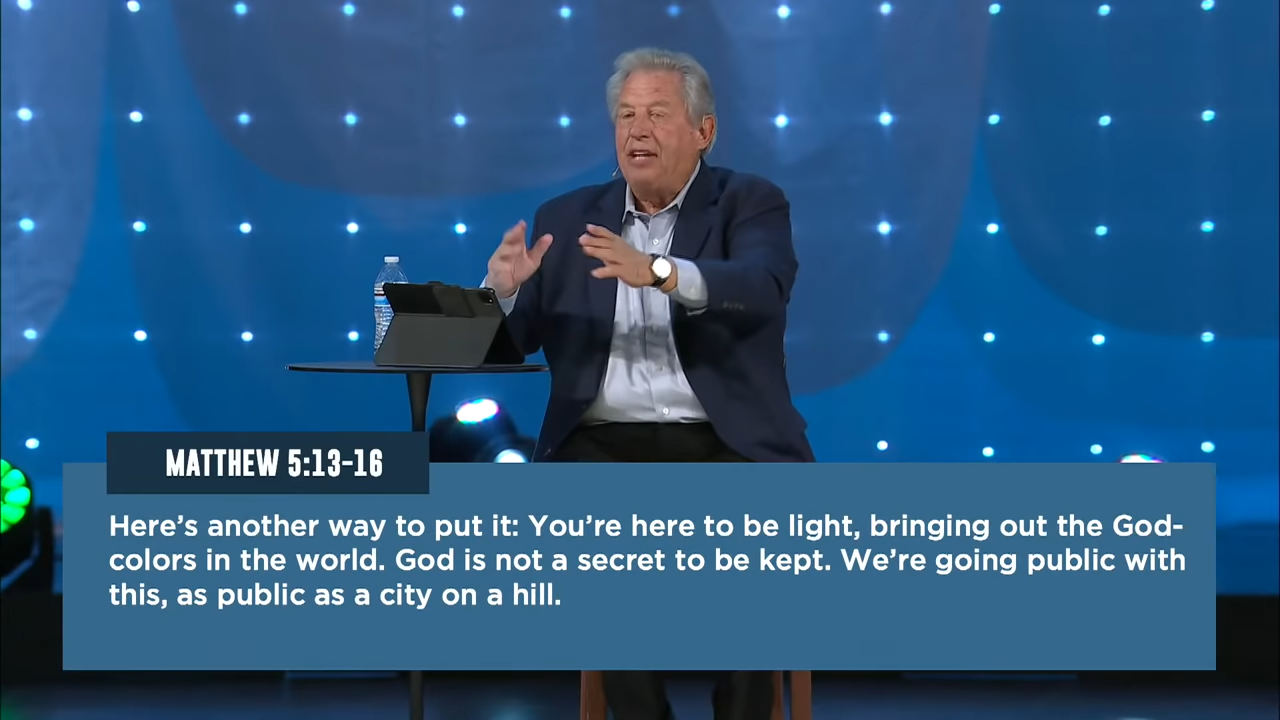 MATTHEW 5:13-16
Here's another way to put it: You're here to be light, bringing out the God-
colors in the world. God is not a secret to be kept. We're going public with
this, as public as a city on a hill.